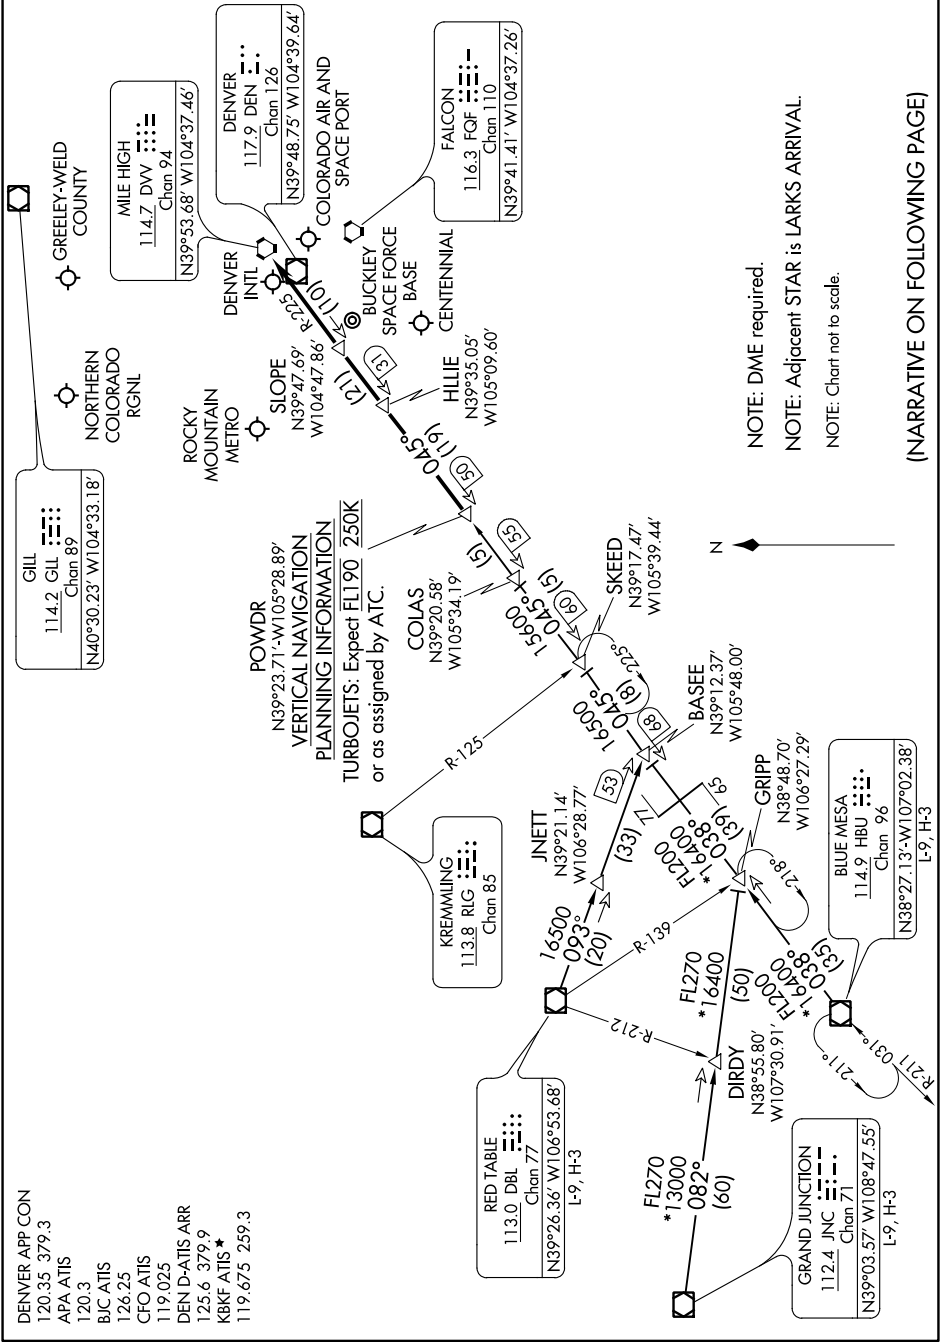 DENVER APP CON
120.35 379.3
APA ATIS
120.3
BJC ATIS
126.25
CFO ATIS
119.025
DEN D-ATIS ARR
125.6 379.9
KBKF ATIS★
119.675 259.3
GILL
114.2 GLL
Chan 89
N40°30.23' W104°33.18'
NORTHERN
COLORADO
RGNL
GREELEY-WELD
COUNTY
ROCKY
MOUNTAIN
METRO
MILE HIGH
114.7 DVV
Chan 94
N39°53.68' W104°37.46'
DENVER
117.9 DEN
Chan 126
N39°48.75' W104°39.64'
DENVER
INTL
COLORADO AIR AND
SPACE PORT
FALCON
116.3 FQF
Chan 110
N39°41.41' W104°37.26'
BUCKLEY
SPACE FORCE
BASE
CENTENNIAL
R-225
(10)
SLOPE
N39°47.69'
W104°47.86'
(21)
31
HLLIE
N39°35.05'
W105°09.60'
045°
(19)
50
POWDR
N39°23.71'-W105°28.89'
VERTICAL NAVIGATION
PLANNING INFORMATION
TURBOJETS: Expect FL190 250K
or as assigned by ATC.
(5)
55
COLAS
N39°20.58'
W105°34.19'
15600
045°
(5)
60
SKEED
N39°17.47'
W105°39.44'
225°
16500
045°
(8)
68
BASEE
N39°12.37'
W105°48.00'
R-125
KREMMLING
113.8 RLG
Chan 85
JNETT
N39°21.14'
W106°28.77'
53
(33)
77
65
16500
093°
(20)
FL200
*16400
038°
(39)
GRIPP
N38°48.70'
W106°27.29'
218°
R-139
R-212
RED TABLE
113.0 DBL
Chan 77
N39°26.36' W106°53.68'
L-9, H-3
FL270
*16400
(50)
FL200
*16400
038°
(35)
BLUE MESA
114.9 HBU
Chan 96
N38°27.13'-W107°02.38'
L-9, H-3
211°
031°
R-211
DIRDY
N38°55.80'
W107°30.91'
FL270
*13000
082°
(60)
GRAND JUNCTION
112.4 JNC
Chan 71
N39°03.57' W108°47.55'
L-9, H-3
N
NOTE: DME required.
NOTE: Adjacent STAR is LARKS ARRIVAL.
NOTE: Chart not to scale.
(NARRATIVE ON FOLLOWING PAGE)